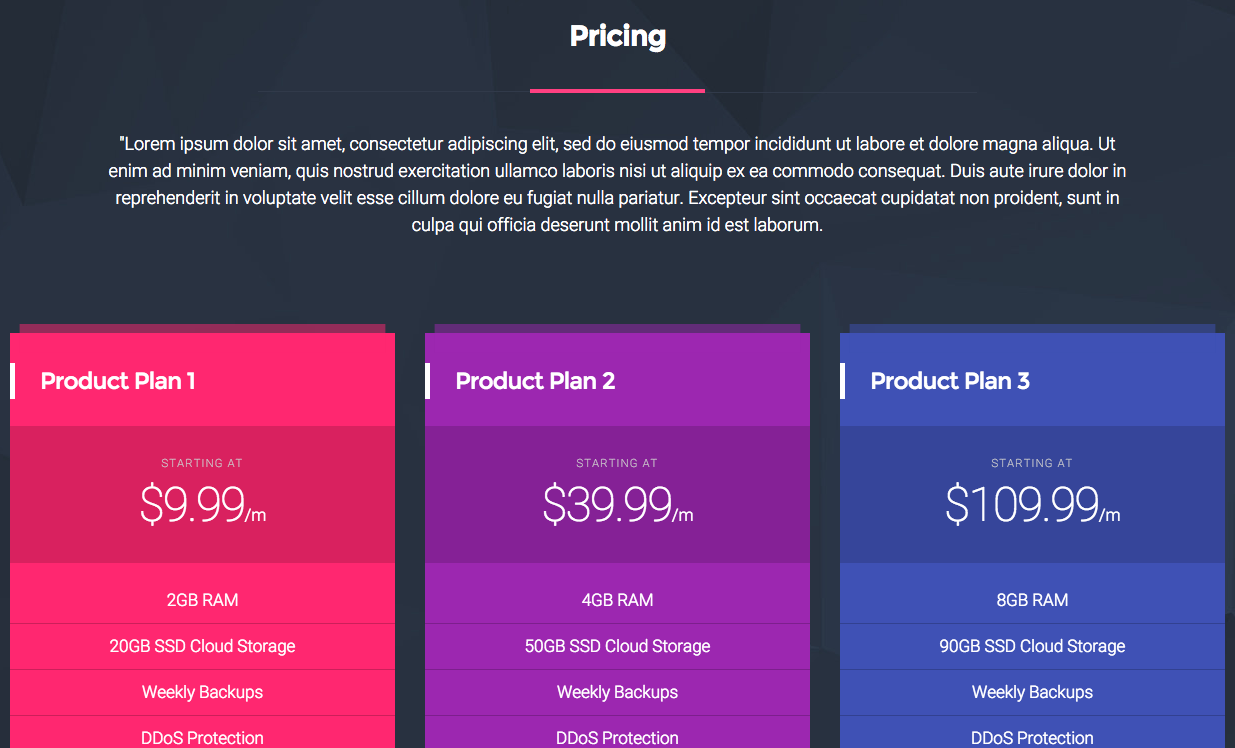 Pricing
"Lorem ipsum dolor sit amet, consectetur adipiscing elit, sed do eiusmod tempor incididunt ut labore et dolore magna aliqua. Ut
enim ad minim veniam, quis nostrud exercitation ullamco laboris nisi ut aliquip ex ea commodo consequat. Duis aute irure dolor in
reprehenderit in voluptate velit esse cillum dolore eu fugiat nulla pariatur. Excepteur sint occaecat cupidatat non proident, sunt in
culpa qui officia deserunt mollit anim id est laborum.
Product Plan 1
STARTING AT
$9.99/m
2GB RAM
20GB SSD Cloud Storage
Weekly Backups
DDoS Protection
Product Plan 2
STARTING AT
$39.99/m
4GB RAM
50GB SSD Cloud Storage
Weekly Backups
DDoS Protection
Product Plan 3
STARTING AT
$109.99/m
8GB RAM
90GB SSD Cloud Storage
Weekly Backups
DDoS Protection